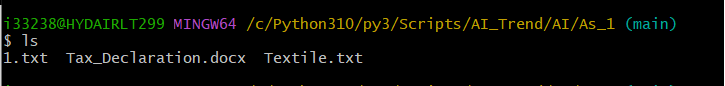 i33238@HYDAIRLT299 MINGW64 /c/Python310/py3/Scripts/AI_Trend/AI/As_1 (main)
$ ls
1.txt  Tax_Declaration.docx  Textile.txt